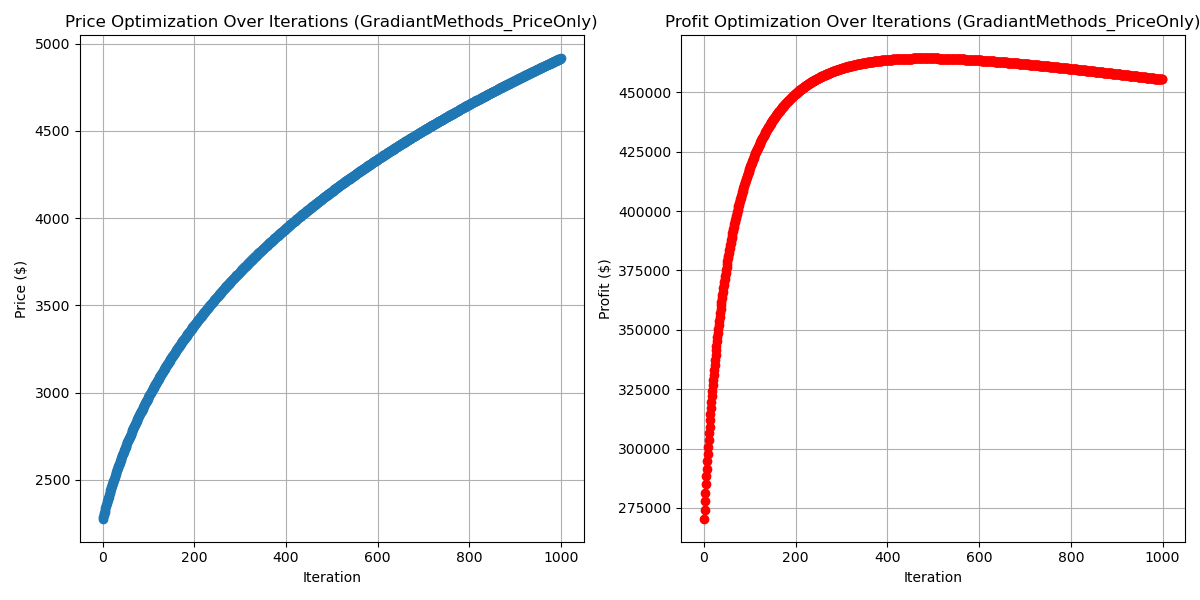 Price Optimization Over Iterations (GradiantMethods_PriceOnly)
5000
4500
4000
3500
3000
2500
Price ($)
0 200 400 600 800 1000
Iteration
Profit Optimization Over Iterations (GradiantMethods_PriceOnly)
450000
425000
400000
375000
350000
325000
300000
275000
Profit ($)
0 200 400 600 800 1000
Iteration